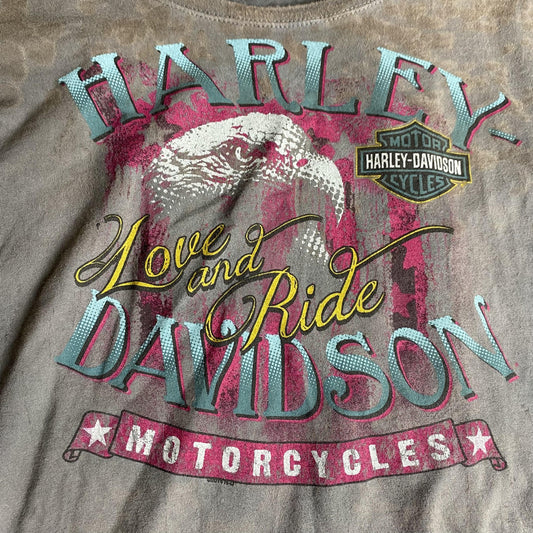 HARLEY-
MOTOR
HARLEY-DAVIDSON
CYCLES
Love
and
Ride
DAVIDSON
MOTORCYCLES